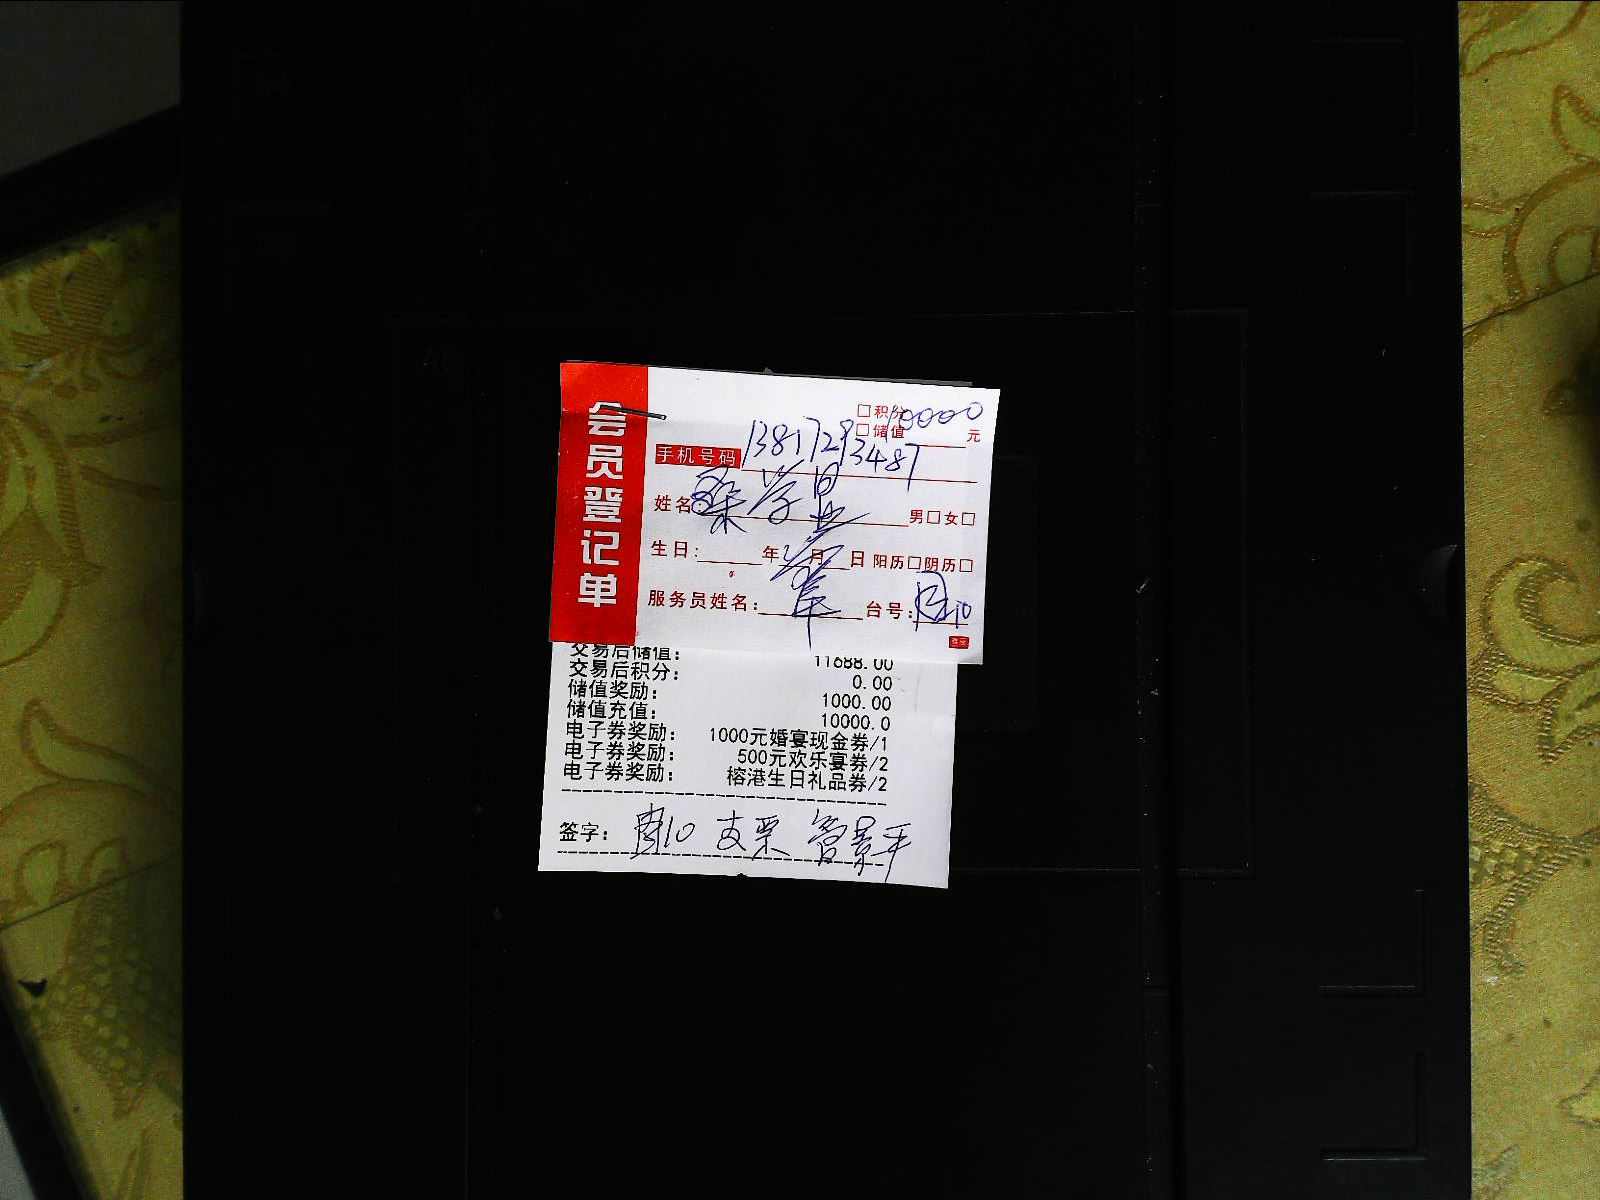 会员登记单
□积分 10000
□储值 元
手机号码 13817293487
姓名: 男□女□
生日: 年 月 日 阳历□阴历□
服务员姓名: 台号: 10
交易后储值: 11688.00
交易后积分: 0.00
储值奖励: 1000.00
储值充值: 10000.0
电子券奖励: 1000元婚宴现金券/1
电子券奖励: 500元欢乐宴券/2
电子券奖励: 榕港生日礼品券/2
签字: 10 支票